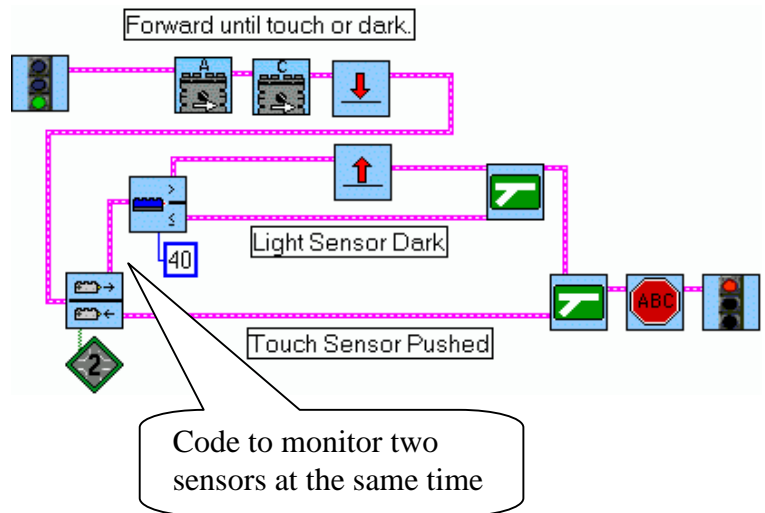 Forward until touch or dark.
A
C
>
≤
40
Light Sensor Dark
ABC
Touch Sensor Pushed
2
Code to monitor two
sensors at the same time